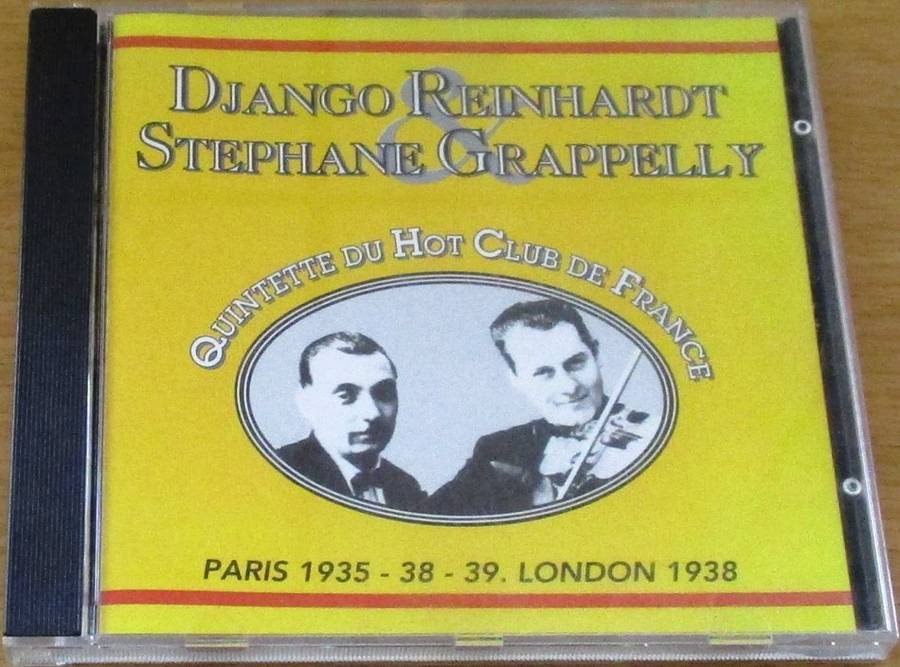 DJANGO REINHARDT
& STEPHANE GRAPPELLY
QUINTETTE DU HOT CLUB DE FRANCE
PARIS 1935 - 38 - 39. LONDON 1938